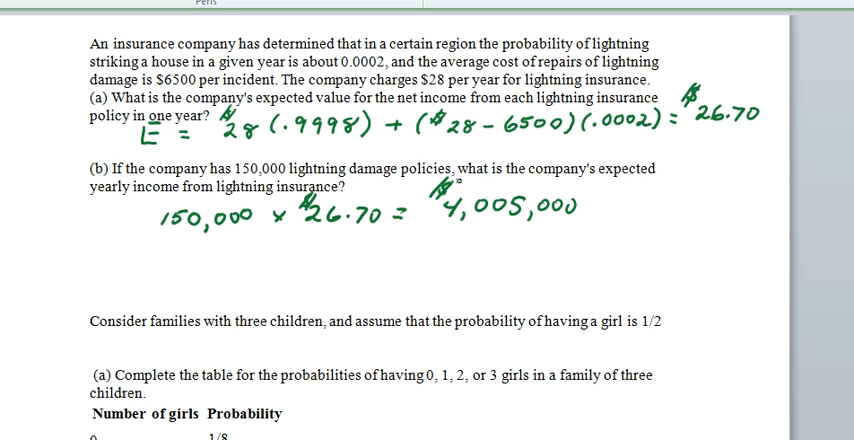 Pens
An insurance company has determined that in a certain region the probability of lightning
striking a house in a given year is about 0.0002, and the average cost of repairs of lightning
damage is $6500 per incident. The company charges $28 per year for lightning insurance.
(a) What is the company's expected value for the net income from each lightning insurance
policy in one year?
E = $28 (.9998) + ($28 - 6500)(.0002) = $26.70
(b) If the company has 150,000 lightning damage policies, what is the company's expected
yearly income from lightning insurance?
150,000 x $26.70 = $4,005,000
Consider families with three children, and assume that the probability of having a girl is 1/2
(a) Complete the table for the probabilities of having 0, 1, 2, or 3 girls in a family of three
children.
Number of girls Probability
0 1/8